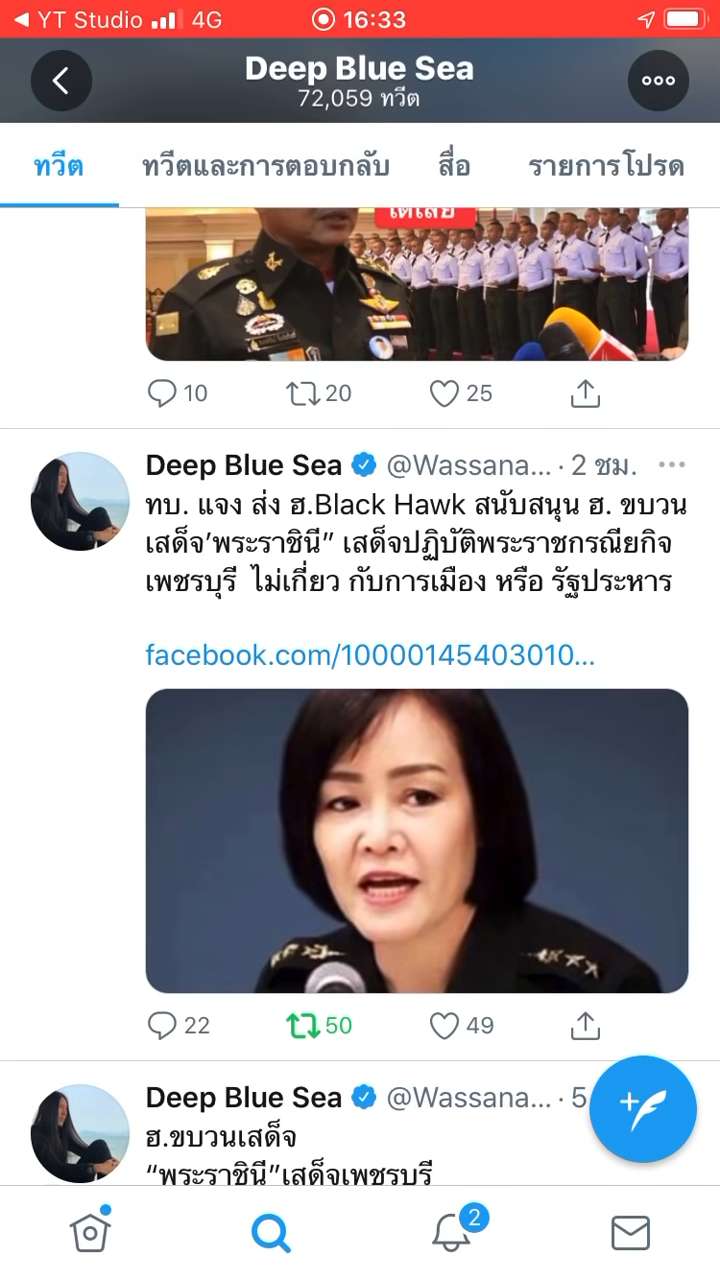 YT Studio 4G 16:33
Deep Blue Sea
72,059 ทวีต
ทวีต ทวีตและการตอบกลับ สื่อ รายการโปรด
10 20 25
Deep Blue Sea @Wassana... · 2 ชม.
ทบ. แจง ส่ง ฮ.Black Hawk สนับสนุน ฮ. ขบวน
เสด็จ’พระราชินี” เสด็จปฏิบัติพระราชกรณียกิจ
เพชรบุรี ไม่เกี่ยว กับการเมือง หรือ รัฐประหาร
facebook.com/10000145403010...
22 50 49
Deep Blue Sea @Wassana... · 5
ฮ.ขบวนเสด็จ
“พระราชินี”เสด็จเพชรบุรี
2